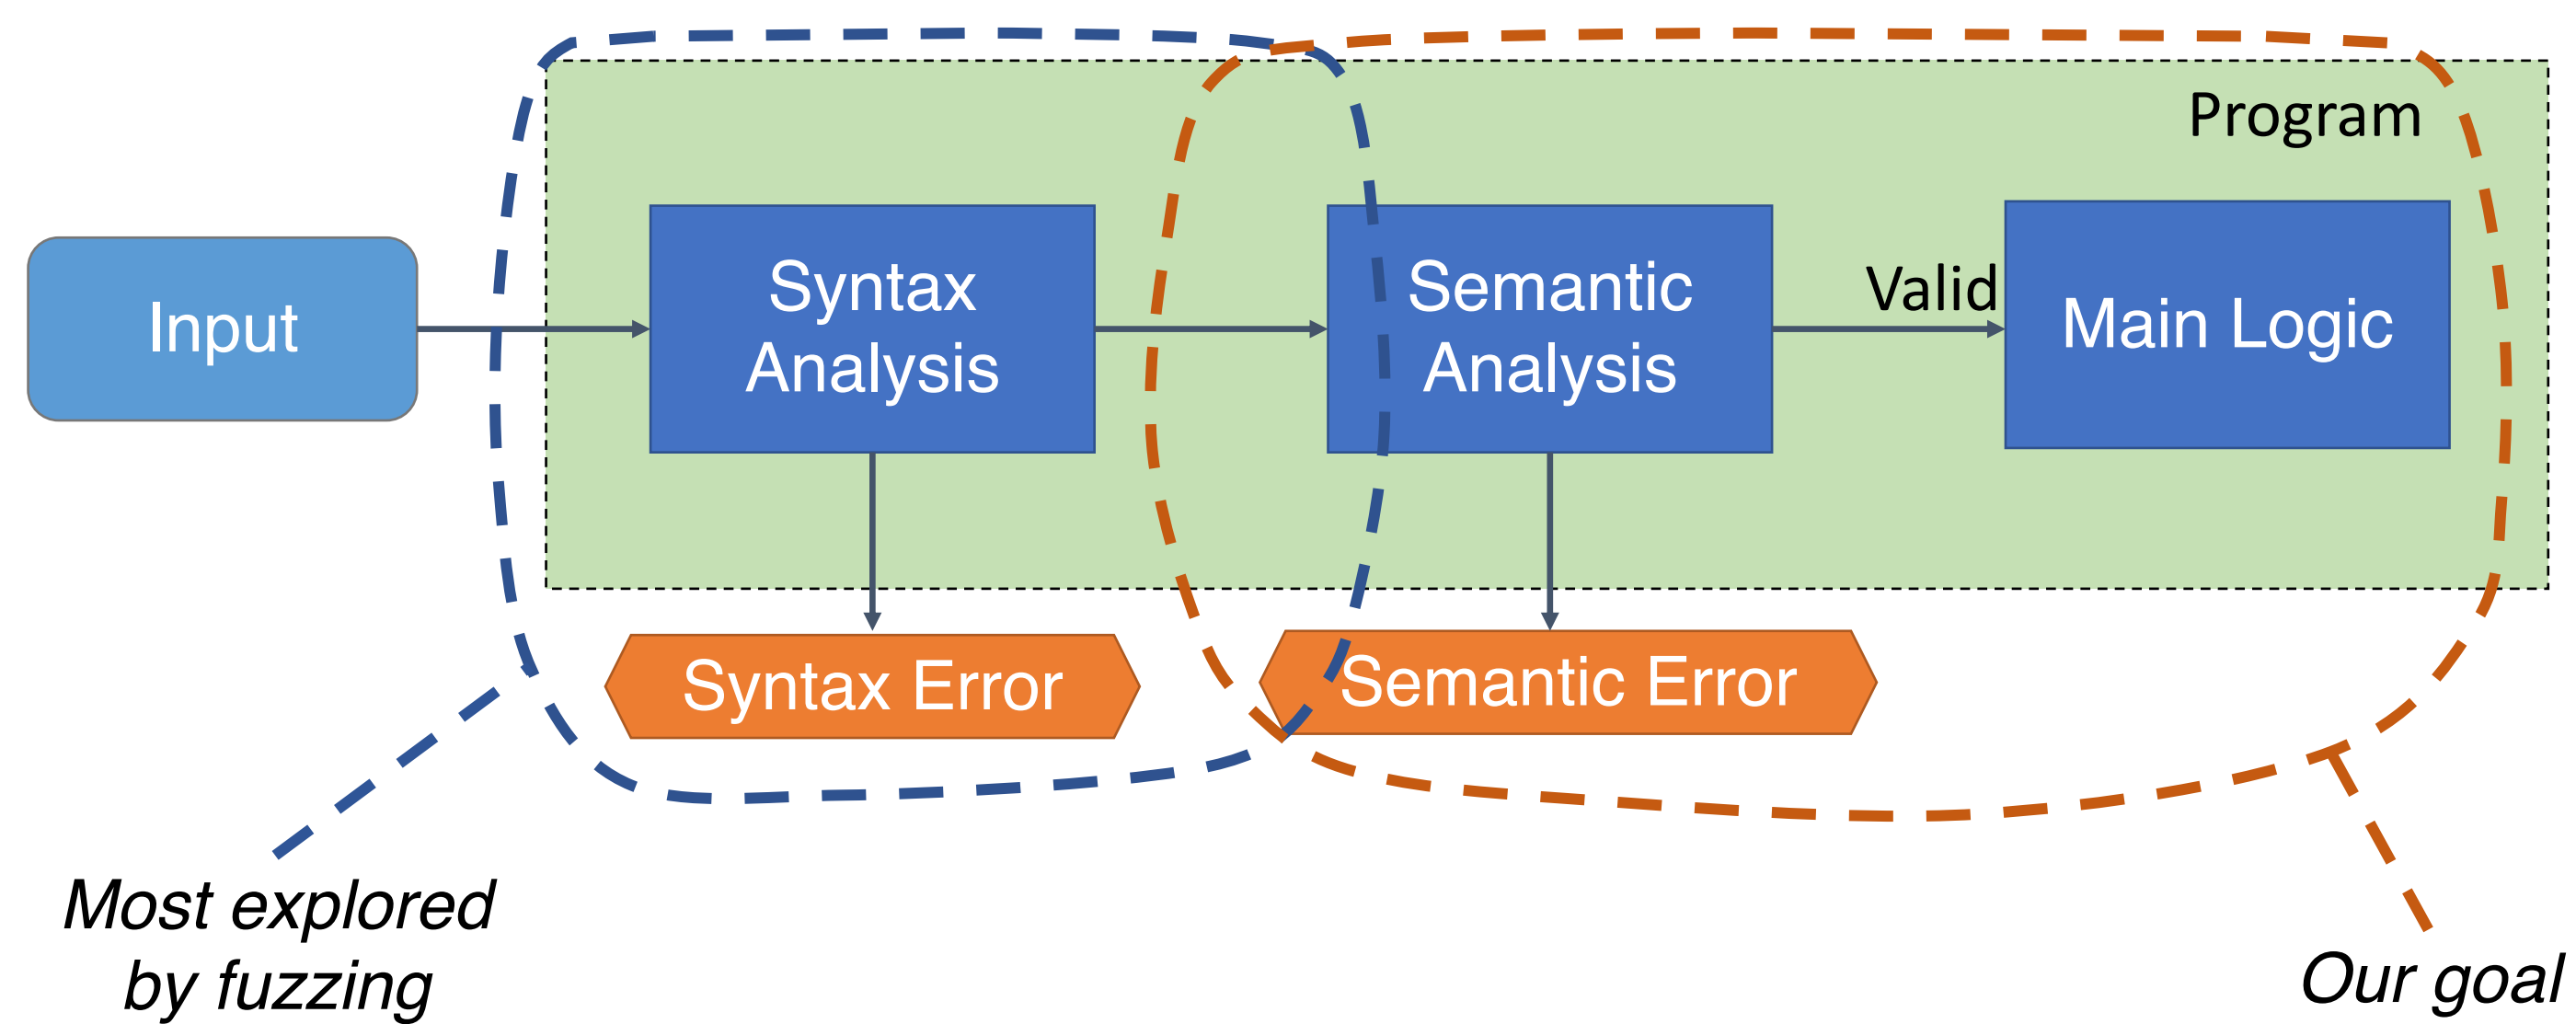 Program
Input
Syntax
Analysis
Semantic
Analysis
Valid
Main Logic
Syntax Error
Semantic Error
Most explored
by fuzzing
Our goal